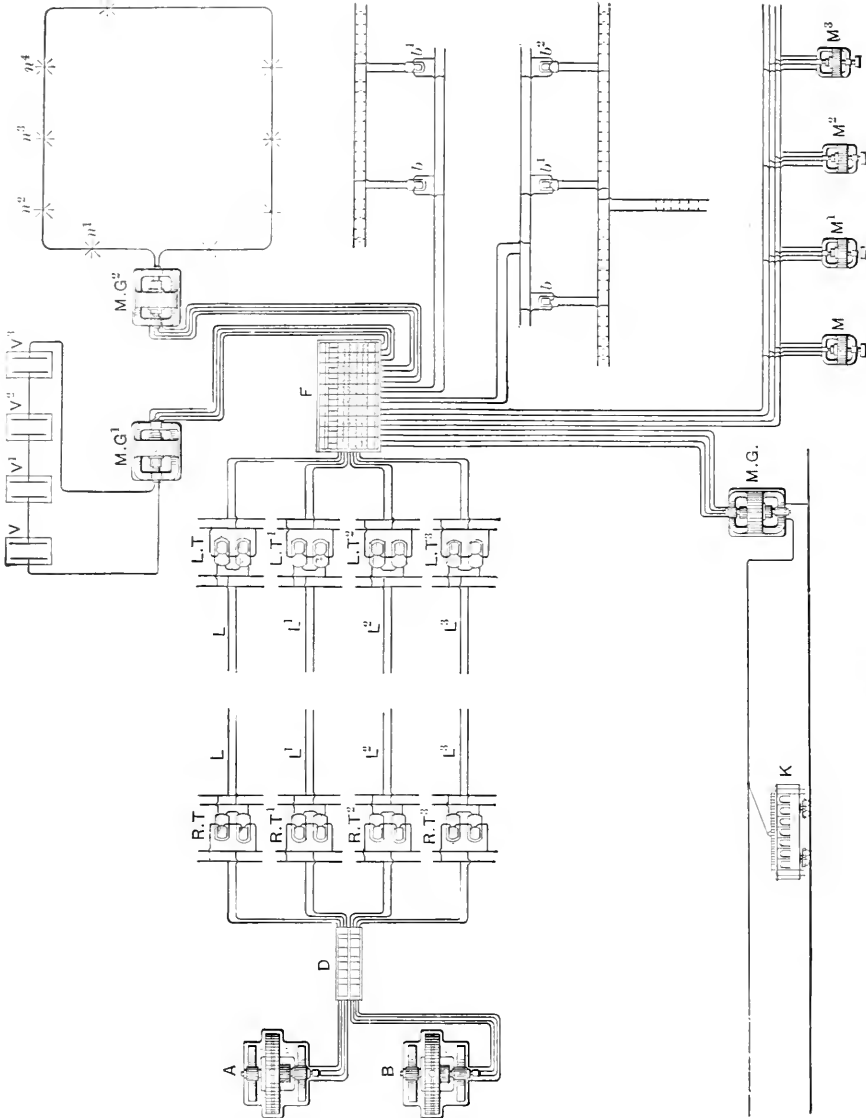 A
B
D
R.T
R.T¹
R.T²
R.T³
L
L¹
L²
L³
L
L¹
L²
L³
L.T
L.T¹
L.T²
L.T³
F
V
V¹
V²
V³
M.G¹
M.G²
n¹
n²
n³
n⁴
b
b¹
b
b¹
b²
M
M¹
M²
M³
M.G.
K